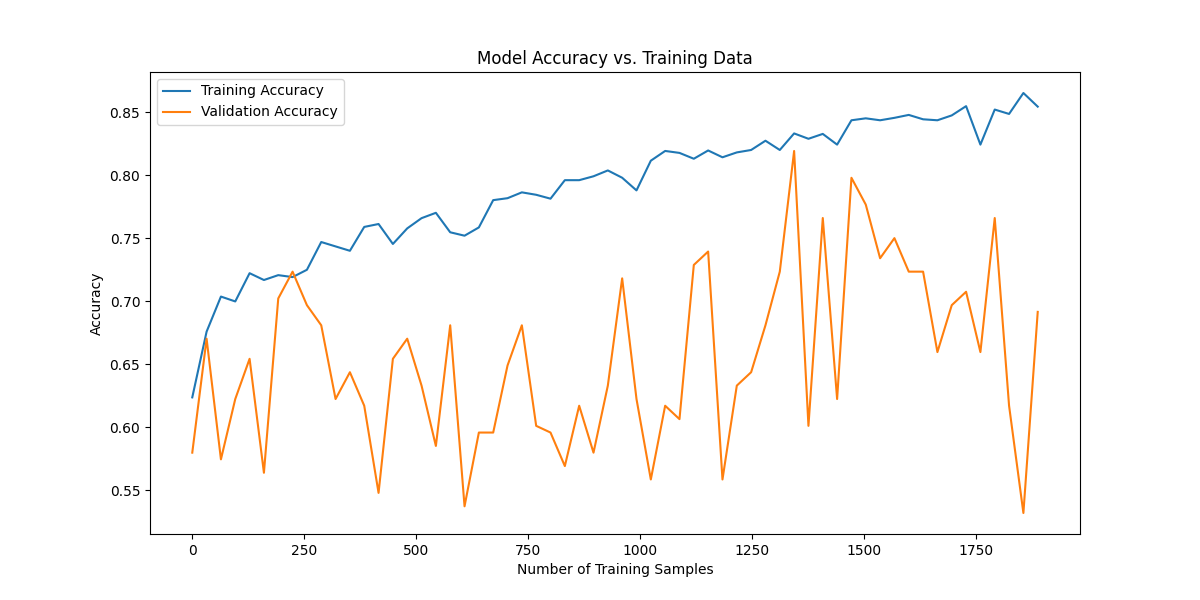 Model Accuracy vs. Training Data
Training Accuracy
Validation Accuracy
Accuracy
0.85
0.80
0.75
0.70
0.65
0.60
0.55
0 250 500 750 1000 1250 1500 1750
Number of Training Samples